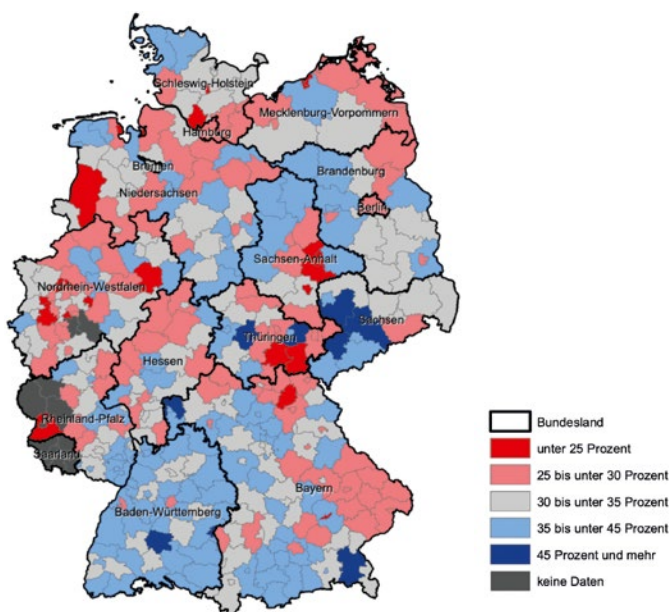 Schleswig-Holstein
Mecklenburg-Vorpommern
Hamburg
Bremen
Brandenburg
Niedersachsen
Berlin
Sachsen-Anhalt
Nordrhein-Westfalen
Sachsen
Thüringen
Hessen
Rheinland-Pfalz
Saarland
Bayern
Baden-Württemberg
Bundesland
unter 25 Prozent
25 bis unter 30 Prozent
30 bis unter 35 Prozent
35 bis unter 45 Prozent
45 Prozent und mehr
keine Daten